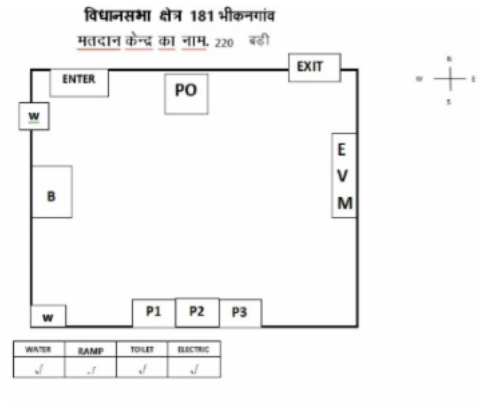 विधानसभा क्षेत्र 181 भीकनगांव
मतदान केन्द्र का नाम. 220 बड़ी
ENTER
PO
EXIT
N
W E
S
w
B
E
V
M
w
P1 P2 P3
WATER RAMP TOILET ELECTRIC
√ √ √ √